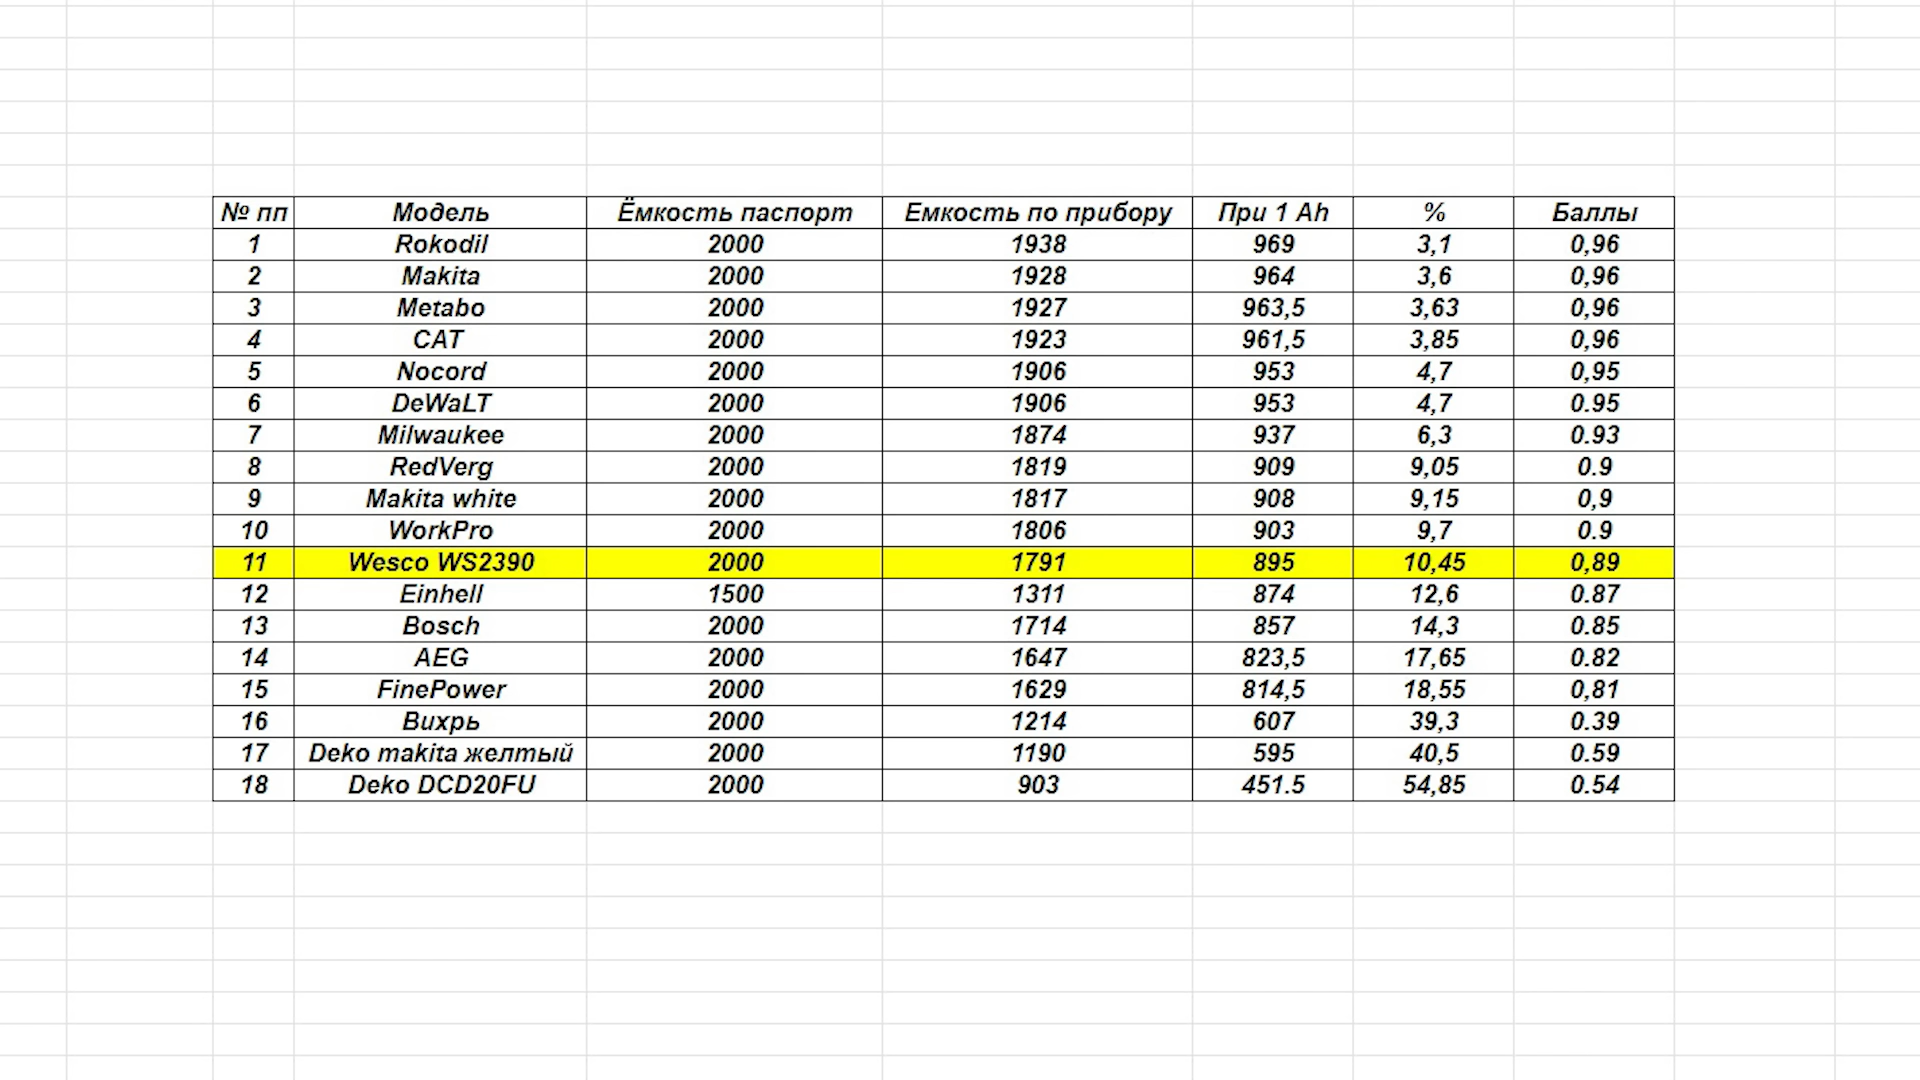 № пп Модель Ёмкость паспорт Емкость по прибору При 1 Ah % Баллы
1 Rokodil 2000 1938 969 3,1 0,96
2 Makita 2000 1928 964 3,6 0,96
3 Metabo 2000 1927 963,5 3,63 0,96
4 CAT 2000 1923 961,5 3,85 0,96
5 Nocord 2000 1906 953 4,7 0,95
6 DeWaLT 2000 1906 953 4,7 0.95
7 Milwaukee 2000 1874 937 6,3 0.93
8 RedVerg 2000 1819 909 9,05 0.9
9 Makita white 2000 1817 908 9,15 0,9
10 WorkPro 2000 1806 903 9,7 0.9
11 Wesco WS2390 2000 1791 895 10,45 0,89
12 Einhell 1500 1311 874 12,6 0.87
13 Bosch 2000 1714 857 14,3 0.85
14 AEG 2000 1647 823,5 17,65 0.82
15 FinePower 2000 1629 814,5 18,55 0,81
16 Вихрь 2000 1214 607 39,3 0.39
17 Deko makita желтый 2000 1190 595 40,5 0.59
18 Deko DCD20FU 2000 903 451.5 54,85 0.54